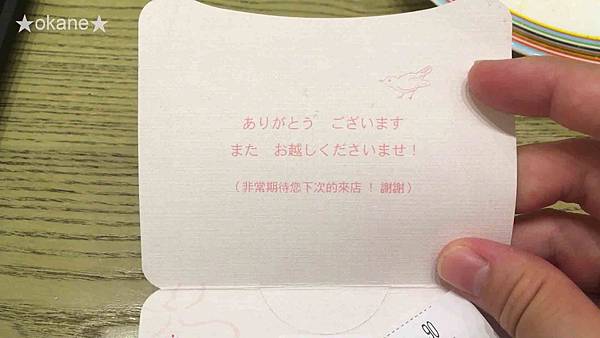 ★okane★
ありがとう　ございます
また　お越しくださいませ！
（非常期待您下次的來店 ！ 謝謝）
90